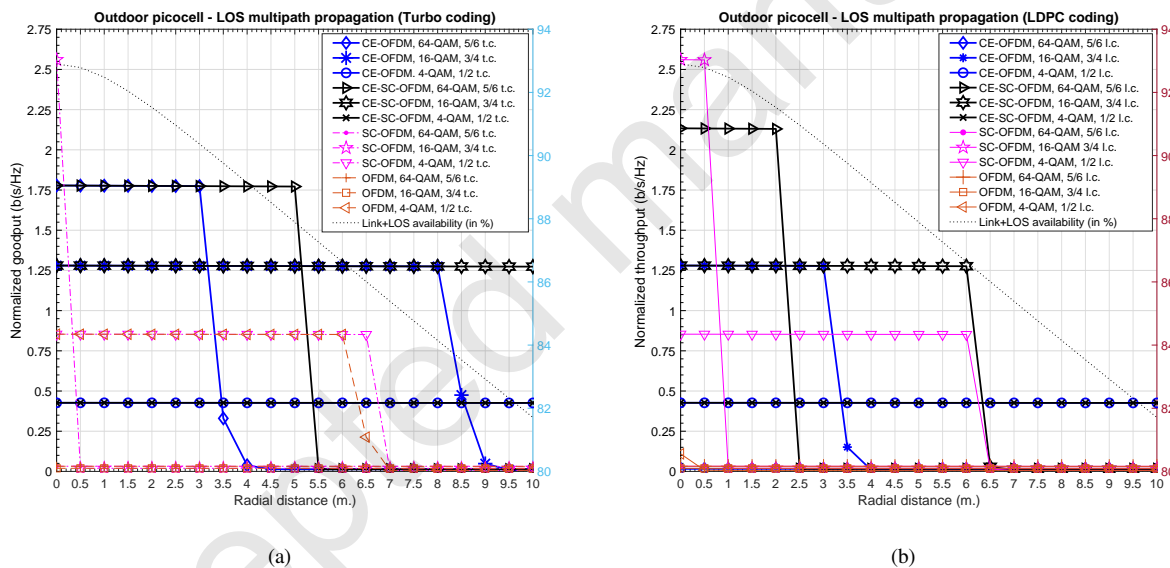 Outdoor picocell - LOS multipath propagation (Turbo coding)
2.75
2.5
2.25
2
1.75
1.5
1.25
1
0.75
0.5
0.25
0
Normalized goodput (b/s/Hz)
CE-OFDM, 64-QAM, 5/6 t.c.
CE-OFDM, 16-QAM, 3/4 t.c.
CE-OFDM. 4-QAM, 1/2 t.c.
CE-SC-OFDM, 64-QAM, 5/6 t.c.
CE-SC-OFDM, 16-QAM, 3/4 t.c.
CE-SC-OFDM, 4-QAM, 1/2 t.c.
SC-OFDM, 64-QAM, 5/6 t.c.
SC-OFDM, 16-QAM, 3/4 t.c.
SC-OFDM, 4-QAM, 1/2 t.c.
OFDM, 64-QAM, 5/6 t.c.
OFDM, 16-QAM, 3/4 t.c.
OFDM, 4-QAM, 1/2 t.c.
Link+LOS availability (in %)
94
92
90
88
86
84
82
80
0 0.5 1 1.5 2 2.5 3 3.5 4 4.5 5 5.5 6 6.5 7 7.5 8 8.5 9 9.5 10
Radial distance (m.)
(a)
Outdoor picocell - LOS multipath propagation (LDPC coding)
2.75
2.5
2.25
2
1.75
1.5
1.25
1
0.75
0.5
0.25
0
Normalized throughput (b/s/Hz)
CE-OFDM, 64-QAM, 5/6 l.c.
CE-OFDM, 16-QAM, 3/4 l.c.
CE-OFDM, 4-QAM, 1/2 l.c.
CE-SC-OFDM, 64-QAM, 5/6 l.c.
CE-SC-OFDM, 16-QAM, 3/4 l.c.
CE-SC-OFDM, 4-QAM, 1/2 l.c.
SC-OFDM, 64-QAM, 5/6 l.c.
SC-OFDM, 16-QAM 3/4 l.c.
SC-OFDM, 4-QAM, 1/2 l.c.
OFDM, 64-QAM, 5/6 l.c.
OFDM, 16-QAM, 3/4 l.c.
OFDM, 4-QAM, 1/2 l.c.
Link+LOS availability (in %)
94
92
90
88
86
84
82
80
0 0.5 1 1.5 2 2.5 3 3.5 4 4.5 5 5.5 6 6.5 7 7.5 8 8.5 9 9.5 10
Radial distance (m.)
(b)
epted man